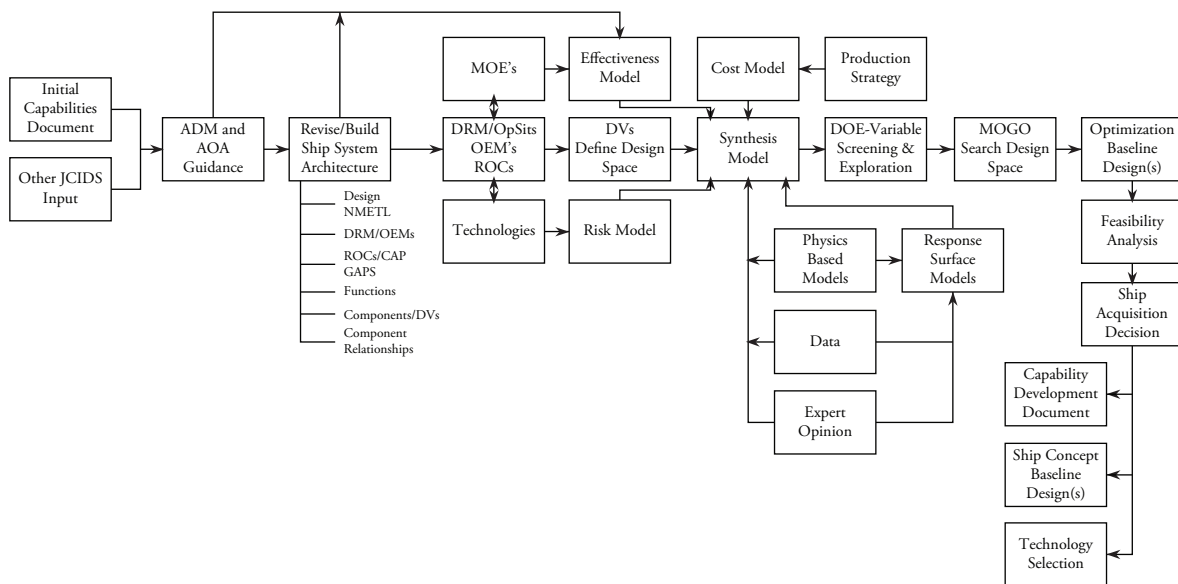 Initial
Capabilities
Document
Other JCIDS
Input
ADM and
AOA
Guidance
Revise/Build
Ship System
Architecture
Design
NMETL
DRM/OEMs
ROCs/CAP
GAPS
Functions
Components/DVs
Component
Relationships
MOE's
DRM/OpSits
OEM's
ROCs
Technologies
Effectiveness
Model
DVs
Define Design
Space
Risk Model
Cost Model
Production
Strategy
Synthesis
Model
DOE-Variable
Screening &
Exploration
MOGO
Search Design
Space
Optimization
Baseline
Design(s)
Physics
Based
Models
Response
Surface
Models
Data
Expert
Opinion
Feasibility
Analysis
Ship
Acquisition
Decision
Capability
Development
Document
Ship Concept
Baseline
Design(s)
Technology
Selection